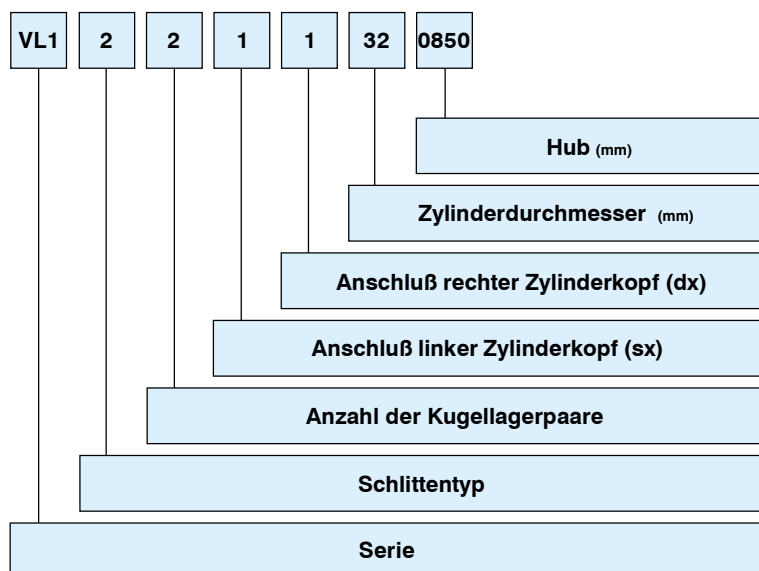 VL1 2 2 1 1 32 0850
Hub (mm)
Zylinderdurchmesser (mm)
Anschluß rechter Zylinderkopf (dx)
Anschluß linker Zylinderkopf (sx)
Anzahl der Kugellagerpaare
Schlittentyp
Serie